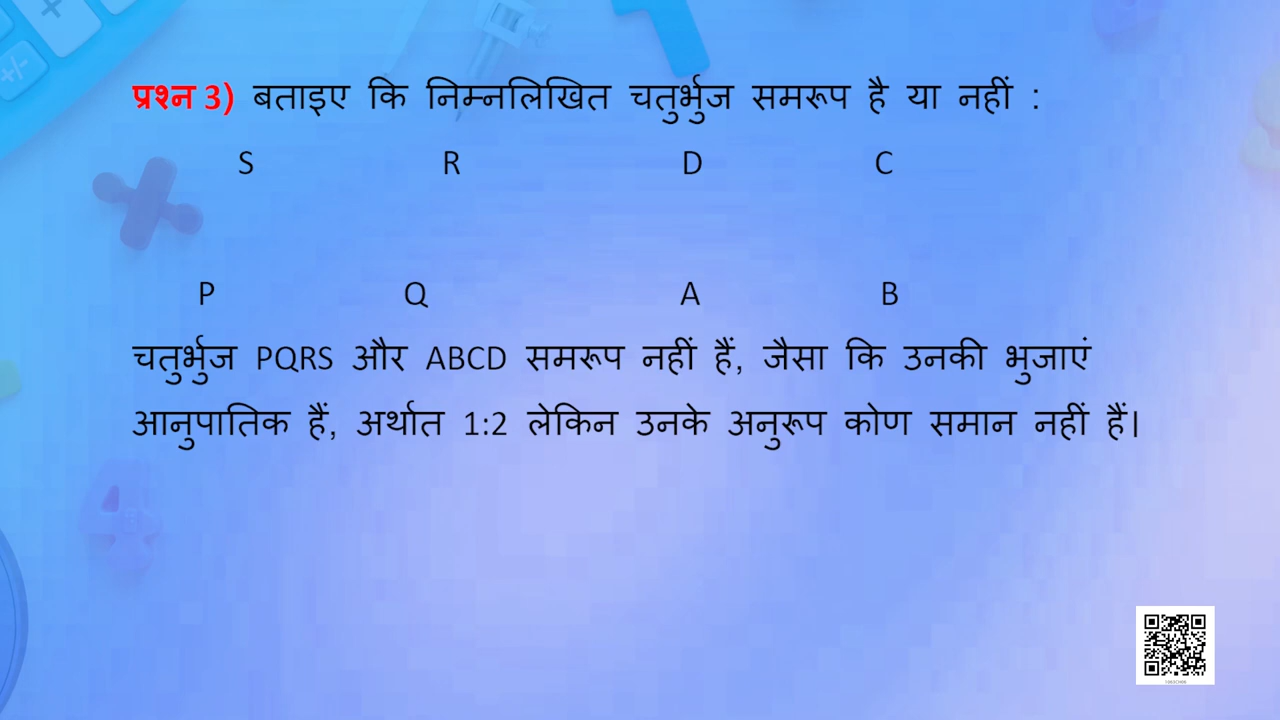 प्रश्न 3) बताइए कि निम्नलिखित चतुर्भुज समरूप है या नहीं :
S R D C
P Q A B
चतुर्भुज PQRS और ABCD समरूप नहीं हैं, जैसा कि उनकी भुजाएं
आनुपातिक हैं, अर्थात 1:2 लेकिन उनके अनुरूप कोण समान नहीं हैं।